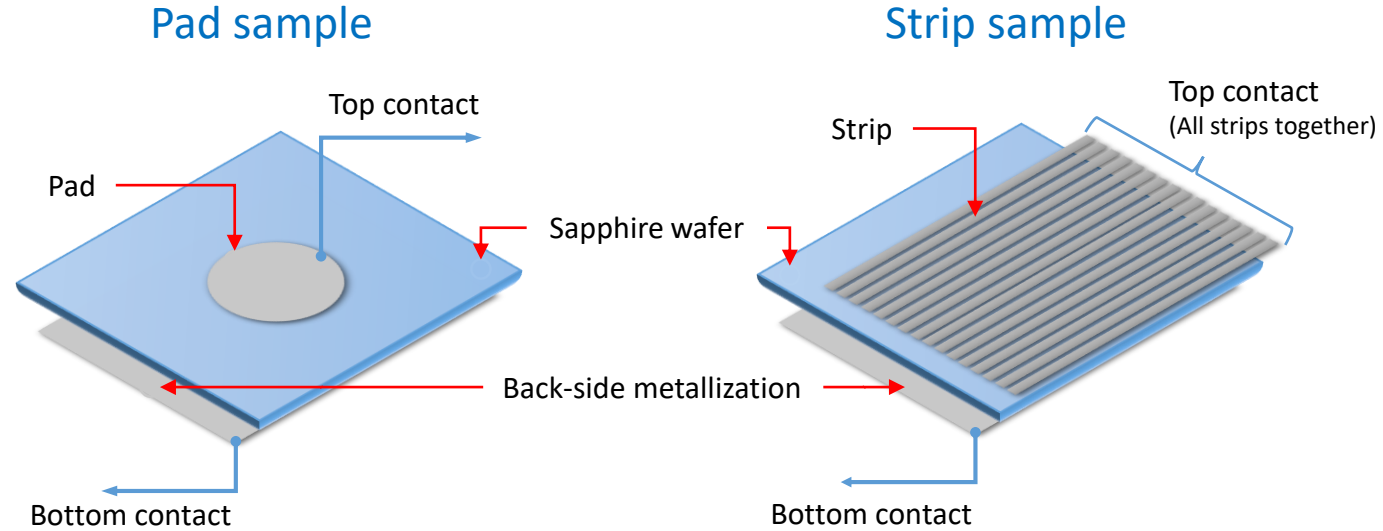 Pad sample
Strip sample
Top contact
Pad
Strip
Top contact
(All strips together)
Sapphire wafer
Back-side metallization
Bottom contact
Bottom contact